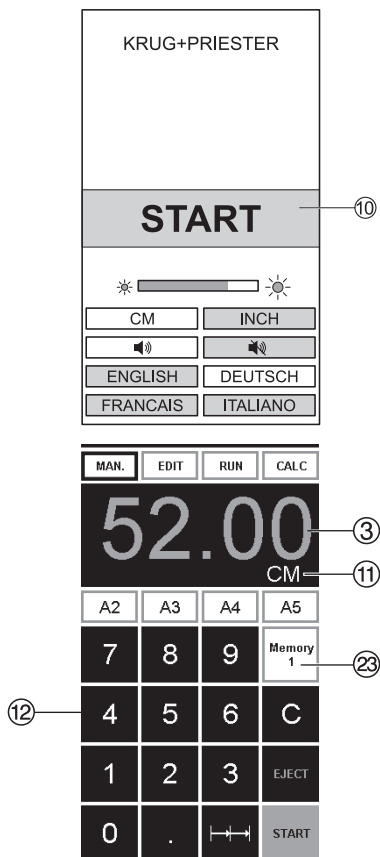 KRUG+PRIESTER
START ⑩
CM INCH
ENGLISH DEUTSCH
FRANCAIS ITALIANO
MAN. EDIT RUN CALC
52.00 ③
CM ⑪
A2 A3 A4 A5
7 8 9 Memory 1 ㉓
⑫ 4 5 6 C
1 2 3 EJECT
0 . START